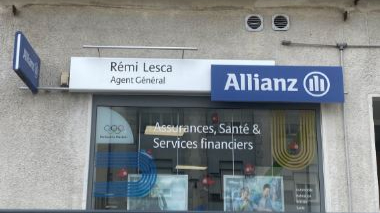 Rémi Lesca
Agent Général
Allianz
Assurances, Santé &
Services financiers